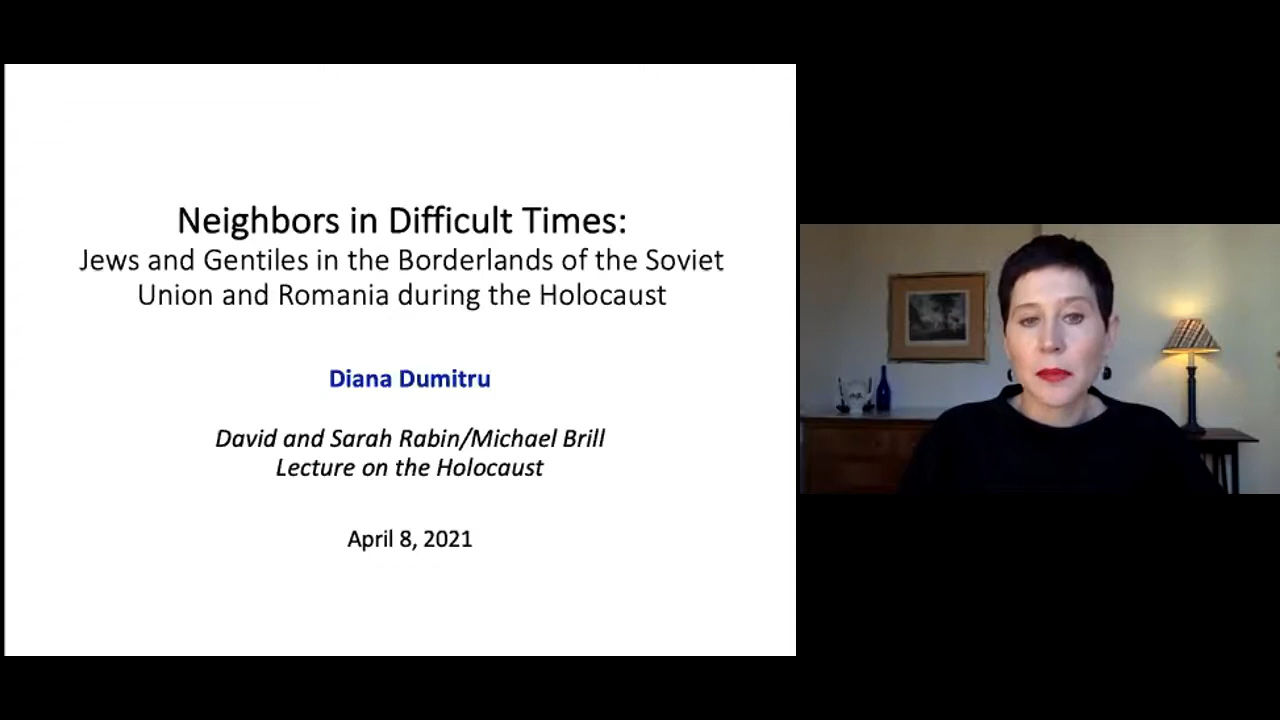 Neighbors in Difficult Times:
Jews and Gentiles in the Borderlands of the Soviet
Union and Romania during the Holocaust
Diana Dumitru
David and Sarah Rabin/Michael Brill
Lecture on the Holocaust
April 8, 2021